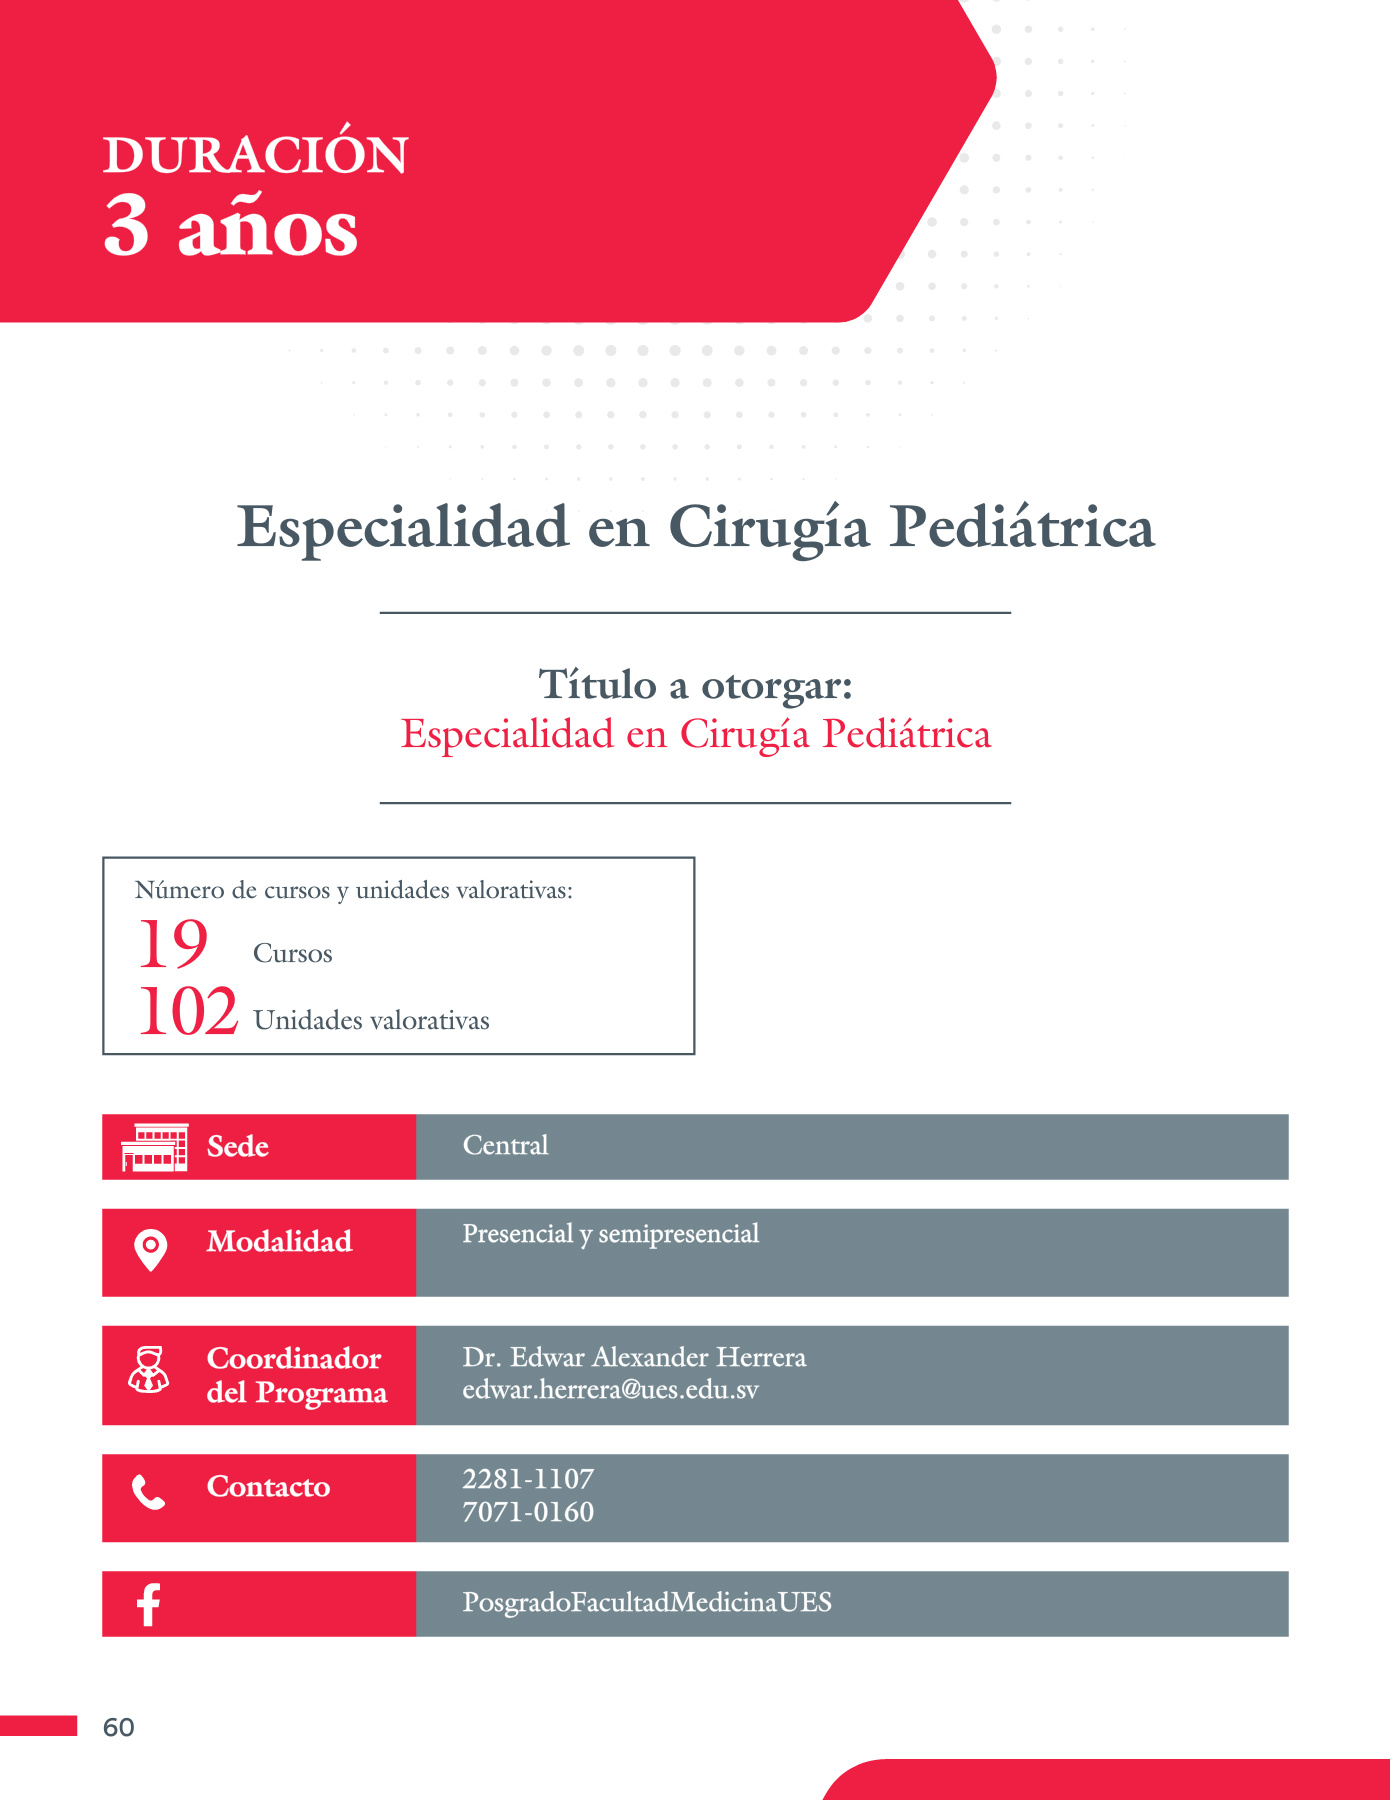 DURACIÓN
3 años
Especialidad en Cirugía Pediátrica
Título a otorgar:
Especialidad en Cirugía Pediátrica
Número de cursos y unidades valorativas:
19 Cursos
102 Unidades valorativas
Sede
Central
Modalidad
Presencial y semipresencial
Coordinador
del Programa
Dr. Edwar Alexander Herrera
edwar.herrera@ues.edu.sv
Contacto
2281-1107
7071-0160
PosgradoFacultadMedicinaUES
60